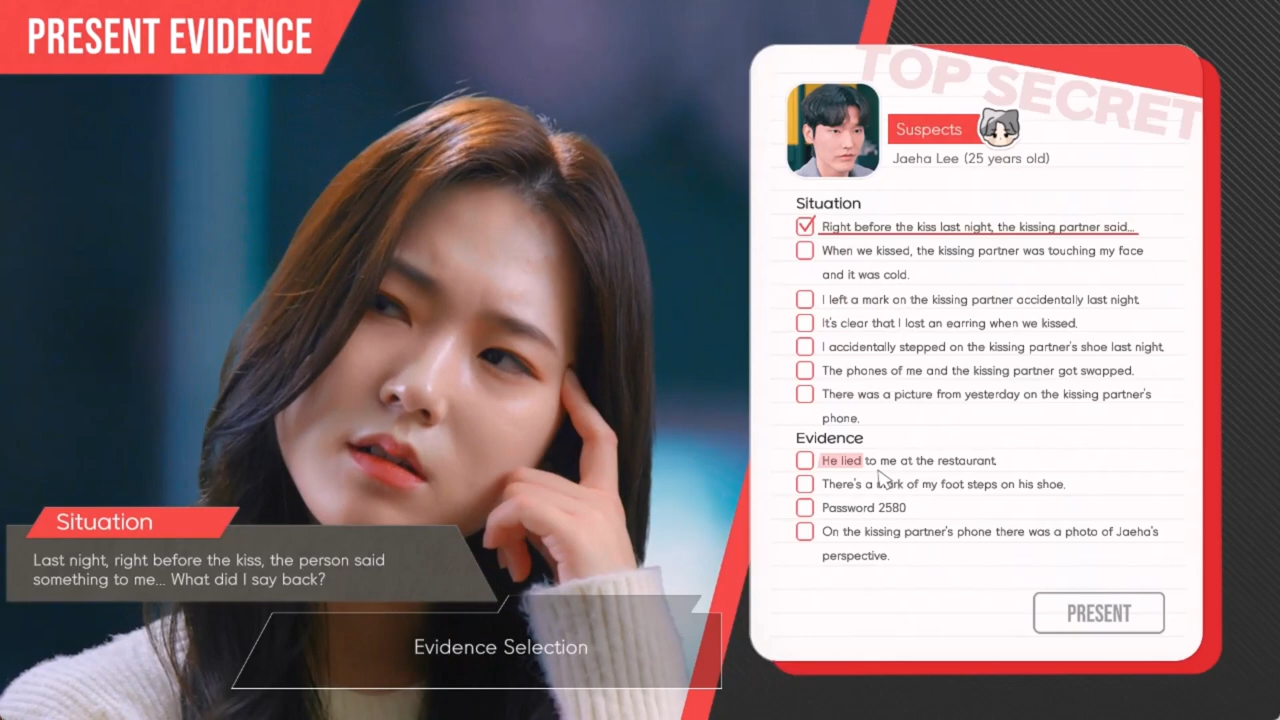 PRESENT EVIDENCE
TOP SECRET
Suspects
Jaeha Lee (25 years old)
Situation
Right before the kiss last night, the kissing partner said...
When we kissed, the kissing partner was touching my face
and it was cold.
I left a mark on the kissing partner accidentally last night.
It's clear that I lost an earring when we kissed.
I accidentally stepped on the kissing partner's shoe last night.
The phones of me and the kissing partner got swapped.
There was a picture from yesterday on the kissing partner's
phone.
Evidence
He lied to me at the restaurant.
There's a mark of my foot steps on his shoe.
Password 2580
On the kissing partner's phone there was a photo of Jaeha's
perspective.
PRESENT
Situation
Last night, right before the kiss, the person said
something to me... What did I say back?
Evidence Selection